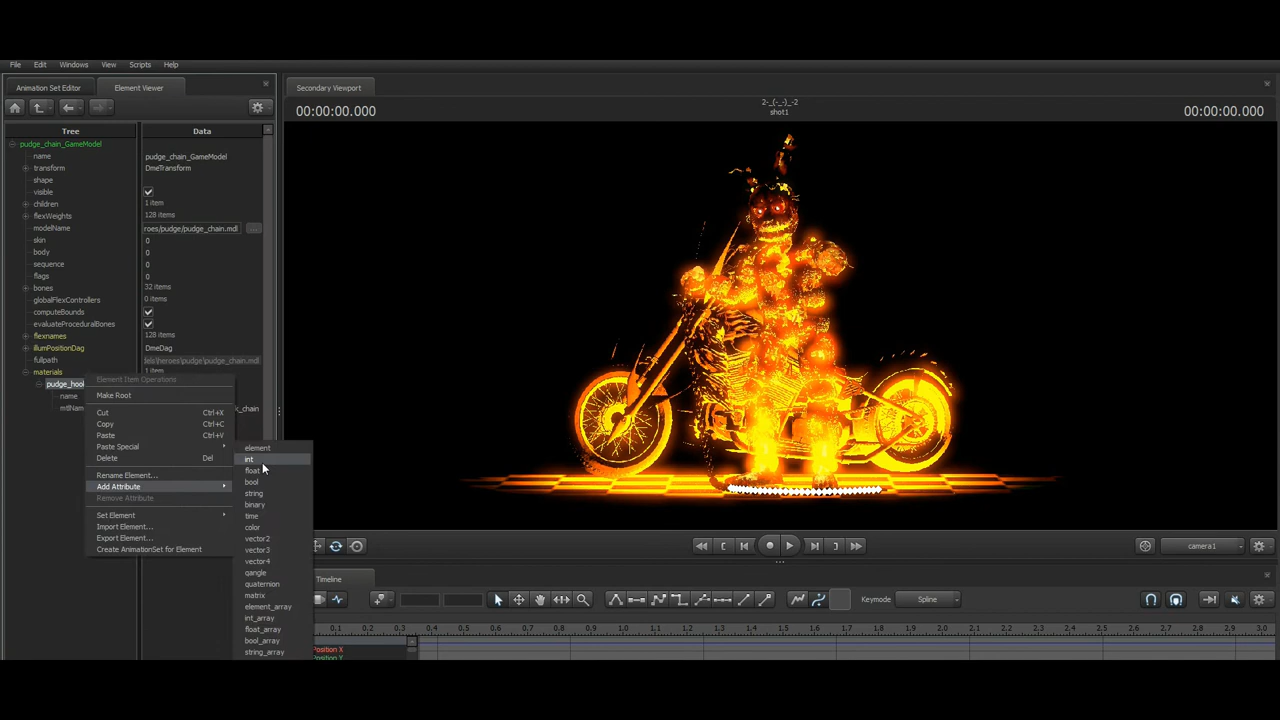 File Edit Windows View Scripts Help
Animation Set Editor Element Viewer
Secondary Viewport
00:00:00.000
2-_(-_-)_-2
shot1
00:00:00.000
Tree Data
pudge_chain_GameModel
name pudge_chain_GameModel
transform DmeTransform
shape
visible
children 1 item
flexWeights 128 items
modelName roes/pudge/pudge_chain.mdl ...
skin 0
body 0
sequence 0
flags 0
bones 32 items
globalFlexControllers 0 items
computeBounds
evaluateProceduralBones
flexnames 128 items
illumPositionDag DmeDag
fullpath dels\heroes/pudge/pudge_chain.mdl
materials 1 item
pudge_hool
name
mtlNam c_chain
Element Item Operations
Make Root
Cut Ctrl+X
Copy Ctrl+C
Paste Ctrl+V
Paste Special
Delete Del
Rename Element...
Add Attribute
Remove Attribute
Set Element
Import Element...
Export Element...
Create AnimationSet for Element
element
int
float
bool
string
binary
time
color
vector2
vector3
vector4
qangle
quaternion
matrix
element_array
int_array
float_array
bool_array
string_array
camera1
Timeline
Keymode Spline
0.1 0.2 0.3 0.4 0.5 0.6 0.7 0.8 0.9 1.0 1.1 1.2 1.3 1.4 1.5 1.6 1.7 1.8 1.9 2.0 2.1 2.2 2.3 2.4 2.5 2.6 2.7 2.8 2.9 3.0
Position X
Position Y